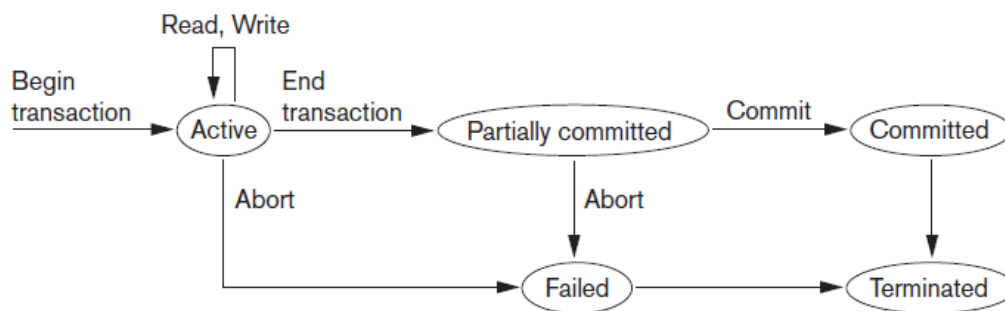 Read, Write
Begin
transaction
End
transaction
Active
Partially committed
Commit
Committed
Abort
Abort
Failed
Terminated